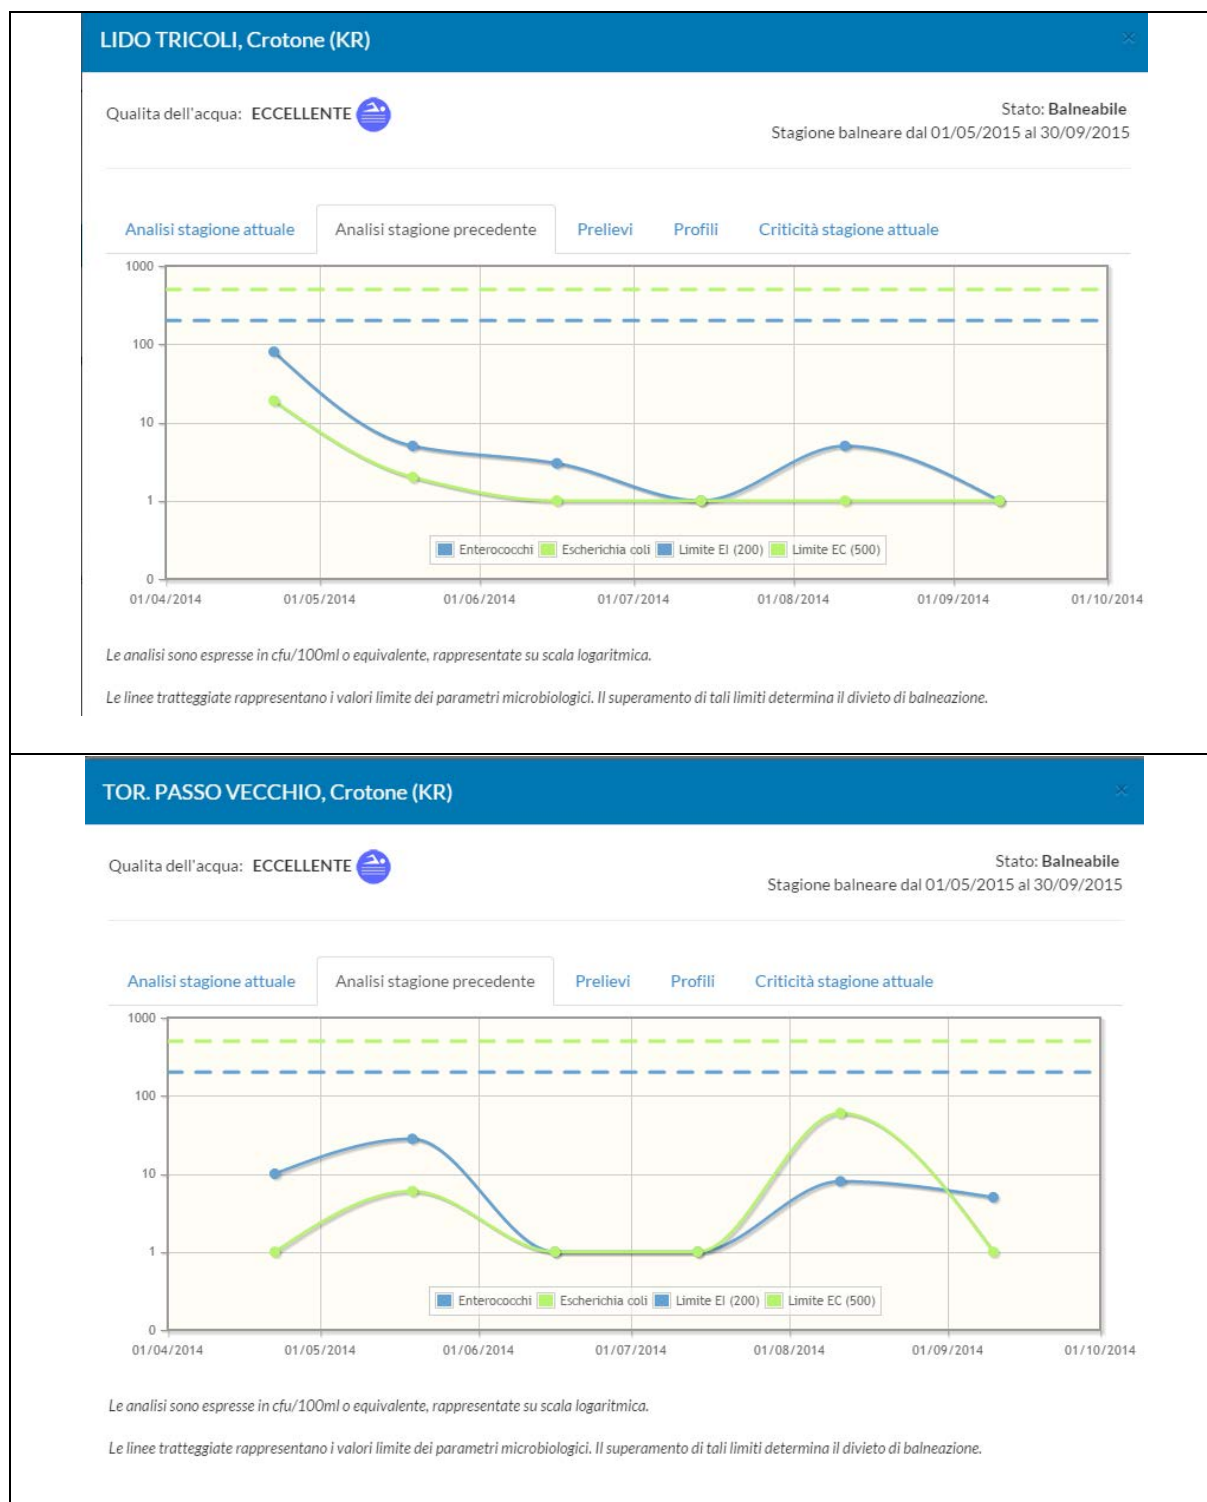 LIDO TRICOLI, Crotone (KR)
×
Qualita dell'acqua: ECCELLENTE
Stato: Balneabile
Stagione balneare dal 01/05/2015 al 30/09/2015
Analisi stagione attuale Analisi stagione precedente Prelievi Profili Criticità stagione attuale
1000
100
10
1
0
Enterococchi Escherichia coli Limite EI (200) Limite EC (500)
01/04/2014 01/05/2014 01/06/2014 01/07/2014 01/08/2014 01/09/2014 01/10/2014
Le analisi sono espresse in cfu/100ml o equivalente, rappresentate su scala logaritmica.
Le linee tratteggiate rappresentano i valori limite dei parametri microbiologici. Il superamento di tali limiti determina il divieto di balneazione.
TOR. PASSO VECCHIO, Crotone (KR)
×
Qualita dell'acqua: ECCELLENTE
Stato: Balneabile
Stagione balneare dal 01/05/2015 al 30/09/2015
Analisi stagione attuale Analisi stagione precedente Prelievi Profili Criticità stagione attuale
1000
100
10
1
0
Enterococchi Escherichia coli Limite EI (200) Limite EC (500)
01/04/2014 01/05/2014 01/06/2014 01/07/2014 01/08/2014 01/09/2014 01/10/2014
Le analisi sono espresse in cfu/100ml o equivalente, rappresentate su scala logaritmica.
Le linee tratteggiate rappresentano i valori limite dei parametri microbiologici. Il superamento di tali limiti determina il divieto di balneazione.